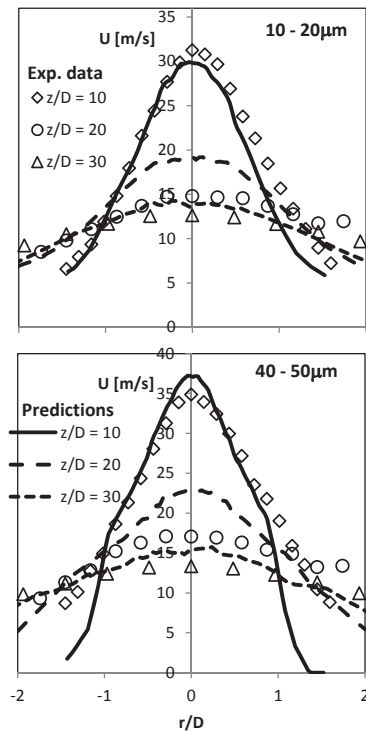 35
U [m/s]
10 - 20µm
30
Exp. data
25
z/D = 10
20
z/D = 20
15
z/D = 30
10
5
0
40
U [m/s]
40 - 50µm
35
Predictions
30
z/D = 10
25
z/D = 20
20
z/D = 30
15
10
5
0
-2
-1
0
1
2
r/D